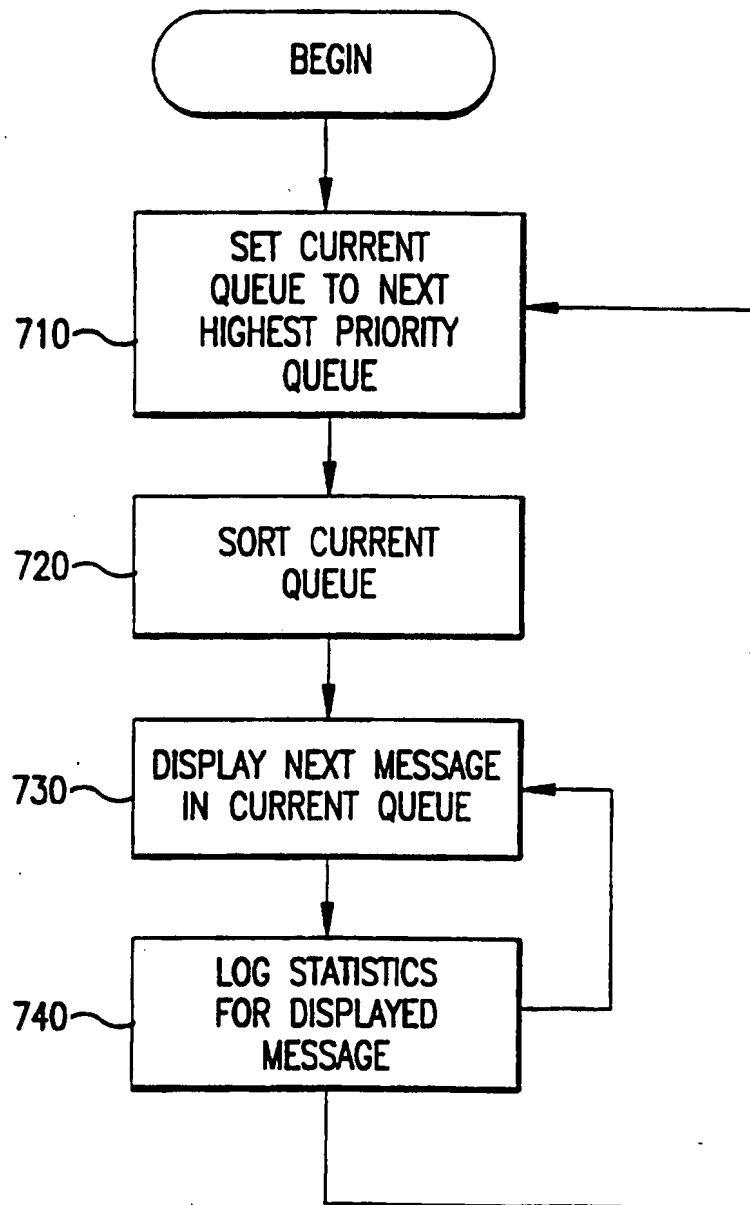 BEGIN
SET CURRENT
QUEUE TO NEXT
HIGHEST PRIORITY
QUEUE
710
SORT CURRENT
QUEUE
720
DISPLAY NEXT MESSAGE
IN CURRENT QUEUE
730
LOG STATISTICS
FOR DISPLAYED
MESSAGE
740